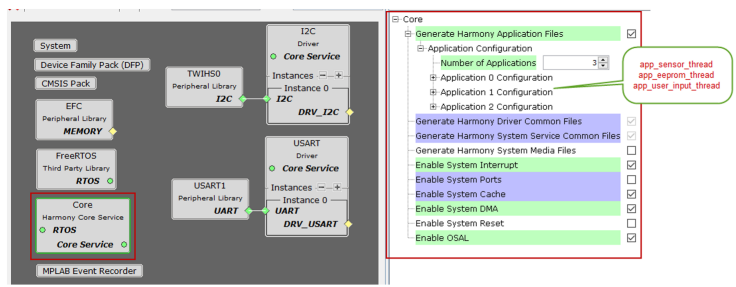 System
Device Family Pack (DFP)
CMSIS Pack
EFC
Peripheral Library
MEMORY
FreeRTOS
Third Party Library
RTOS
Core
Harmony Core Service
RTOS
Core Service
MPLAB Event Recorder
TWIHS0
Peripheral Library
I2C
USART1
Peripheral Library
UART
I2C
Driver
Core Service
Instances
Instance 0
I2C
DRV_I2C
USART
Driver
Core Service
Instances
Instance 0
UART
DRV_USART
Core
Generate Harmony Application Files
Application Configuration
Number of Applications 3
Application 0 Configuration
Application 1 Configuration
Application 2 Configuration
Generate Harmony Driver Common Files
Generate Harmony System Service Common Files
Generate Harmony System Media Files
Enable System Interrupt
Enable System Ports
Enable System Cache
Enable System DMA
Enable System Reset
Enable OSAL
app_sensor_thread
app_eeprom_thread
app_user_input_thread